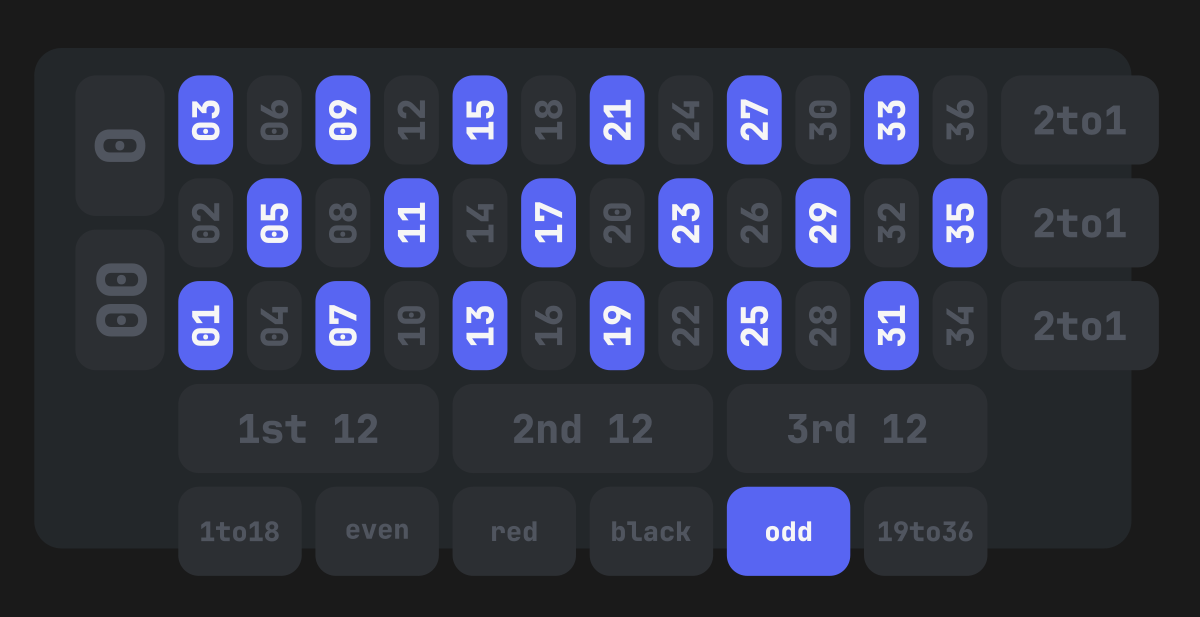 0
00
03 06 09 12 15 18 21 24 27 30 33 36 2to1
02 05 08 11 14 17 20 23 26 29 32 35 2to1
01 04 07 10 13 16 19 22 25 28 31 34 2to1
1st 12 2nd 12 3rd 12
1to18 even red black odd 19to36